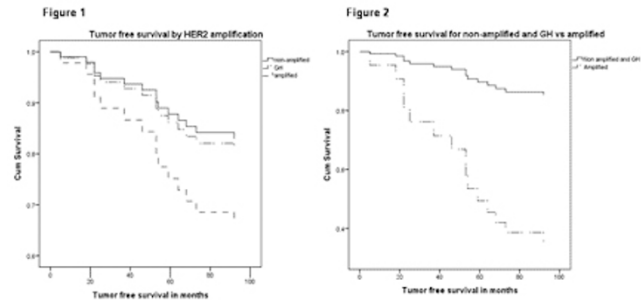 Figure 1
Tumor free survival by HER2 amplification
non-amplified
GH
amplified
Cum Survival
1.0
0.9
0.8
0.7
0.6
0 20 40 60 80 100
Tumor free survival in months
Figure 2
Tumor free survival for non-amplified and GH vs amplified
Non amplified and GH
Amplified
Cum Survival
1.0
0.8
0.6
0.4
0 20 40 60 80 100
Tumor free survival in months